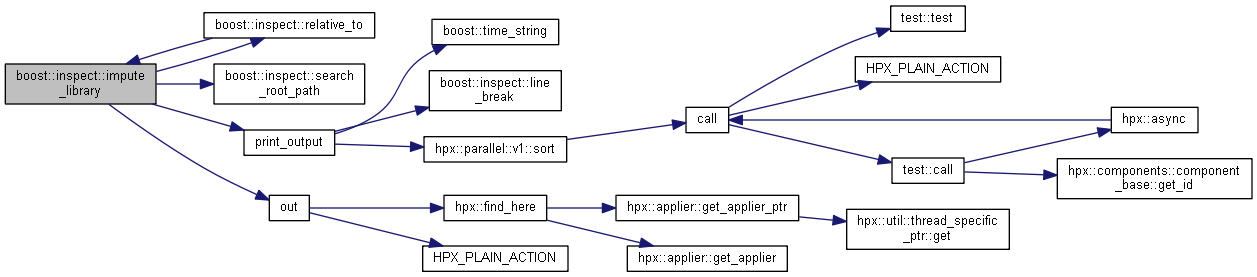 boost::inspect::impute
_library
boost::inspect::relative_to
boost::inspect::search
_root_path
print_output
out
boost::time_string
boost::inspect::line
_break
hpx::parallel::v1::sort
hpx::find_here
HPX_PLAIN_ACTION
call
hpx::applier::get_applier_ptr
hpx::applier::get_applier
test::test
HPX_PLAIN_ACTION
test::call
hpx::util::thread_specific
_ptr::get
hpx::async
hpx::components::component
_base::get_id